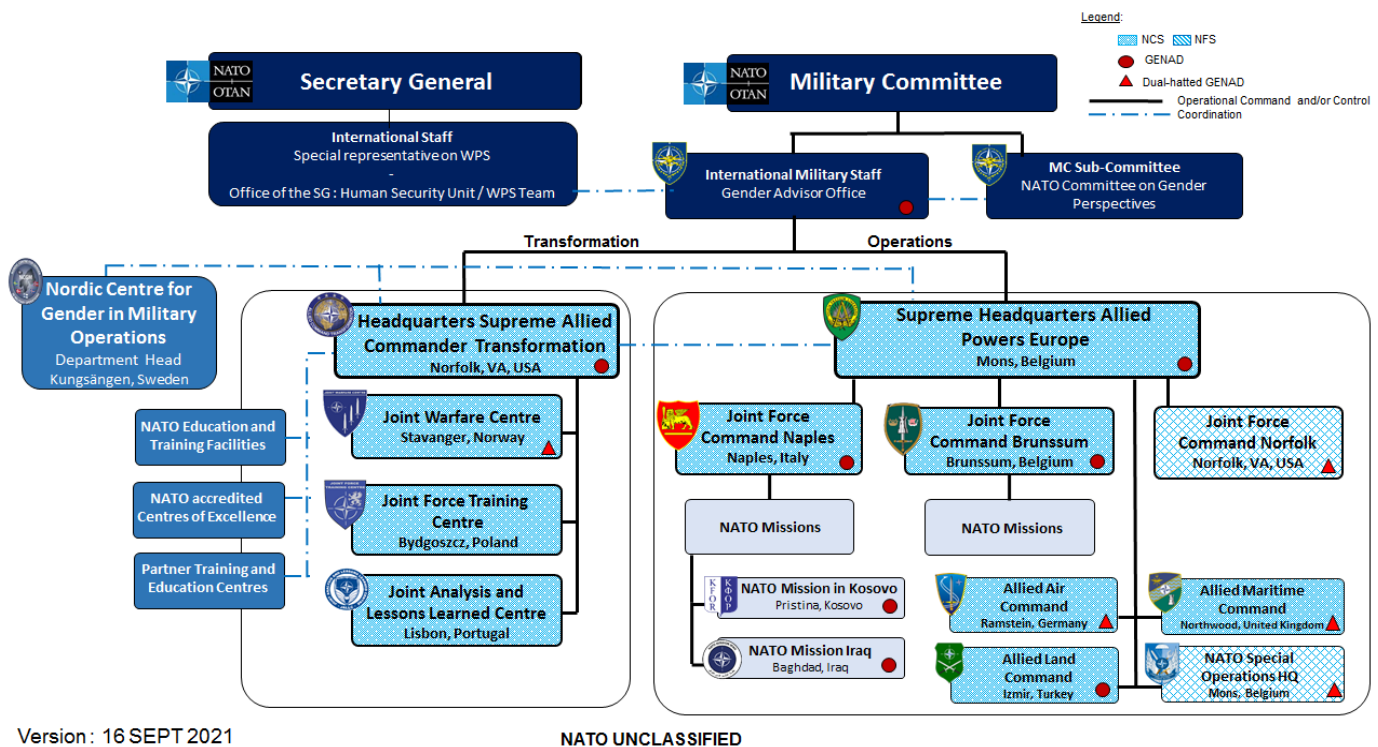 Legend:
NCS NFS
GENAD
Dual-hatted GENAD
Operational Command and/or Control
Coordination
NATO
OTAN
Secretary General
NATO
OTAN
Military Committee
International Staff
Special representative on WPS
-
Office of the SG : Human Security Unit / WPS Team
International Military Staff
Gender Advisor Office
MC Sub-Committee
NATO Committee on Gender
Perspectives
Transformation
Operations
Nordic Centre for
Gender in Military
Operations
Department Head
Kungsängen, Sweden
Headquarters Supreme Allied
Commander Transformation
Norfolk, VA, USA
Supreme Headquarters Allied
Powers Europe
Mons, Belgium
NATO Education and
Training Facilities
NATO accredited
Centres of Excellence
Partner Training and
Education Centres
Joint Warfare Centre
Stavanger, Norway
Joint Force Training
Centre
Bydgoszcz, Poland
Joint Analysis and
Lessons Learned Centre
Lisbon, Portugal
Joint Force
Command Naples
Naples, Italy
Joint Force
Command Brunssum
Brunssum, Belgium
Joint Force
Command Norfolk
Norfolk, VA, USA
NATO Missions
NATO Missions
KFOR
КФОР
NATO Mission in Kosovo
Pristina, Kosovo
NATO Mission Iraq
Baghdad, Iraq
Allied Air
Command
Ramstein, Germany
Allied Maritime
Command
Northwood, United Kingdom
Allied Land
Command
Izmir, Turkey
NATO Special
Operations HQ
Mons, Belgium
Version : 16 SEPT 2021
NATO UNCLASSIFIED